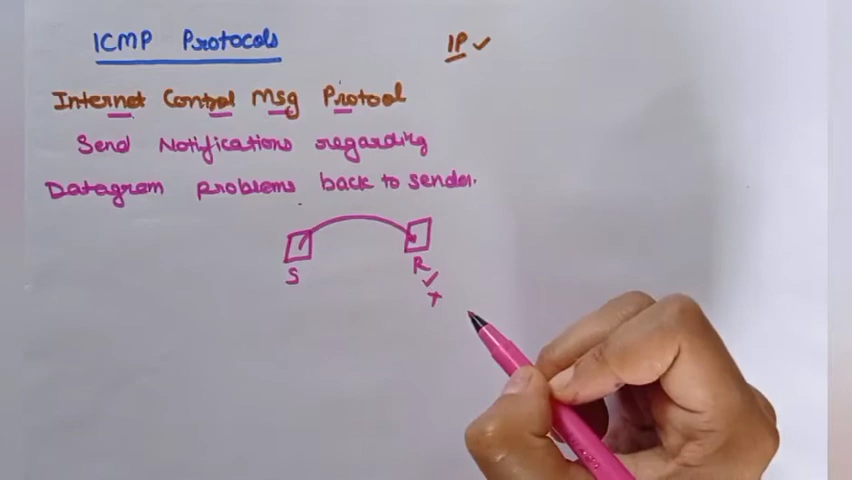 ICMP Protocols
IP ✓
Internet Control Msg Protocol
Send Notifications regarding
Datagram problems back to sender.
S
R
✓
x